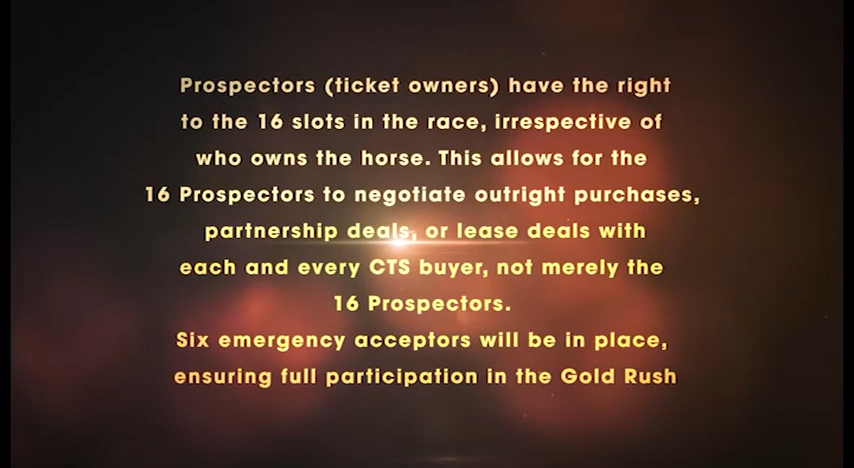 Prospectors (ticket owners) have the right
to the 16 slots in the race, irrespective of
who owns the horse. This allows for the
16 Prospectors to negotiate outright purchases,
partnership deals, or lease deals with
each and every CTS buyer, not merely the
16 Prospectors.
Six emergency acceptors will be in place,
ensuring full participation in the Gold Rush